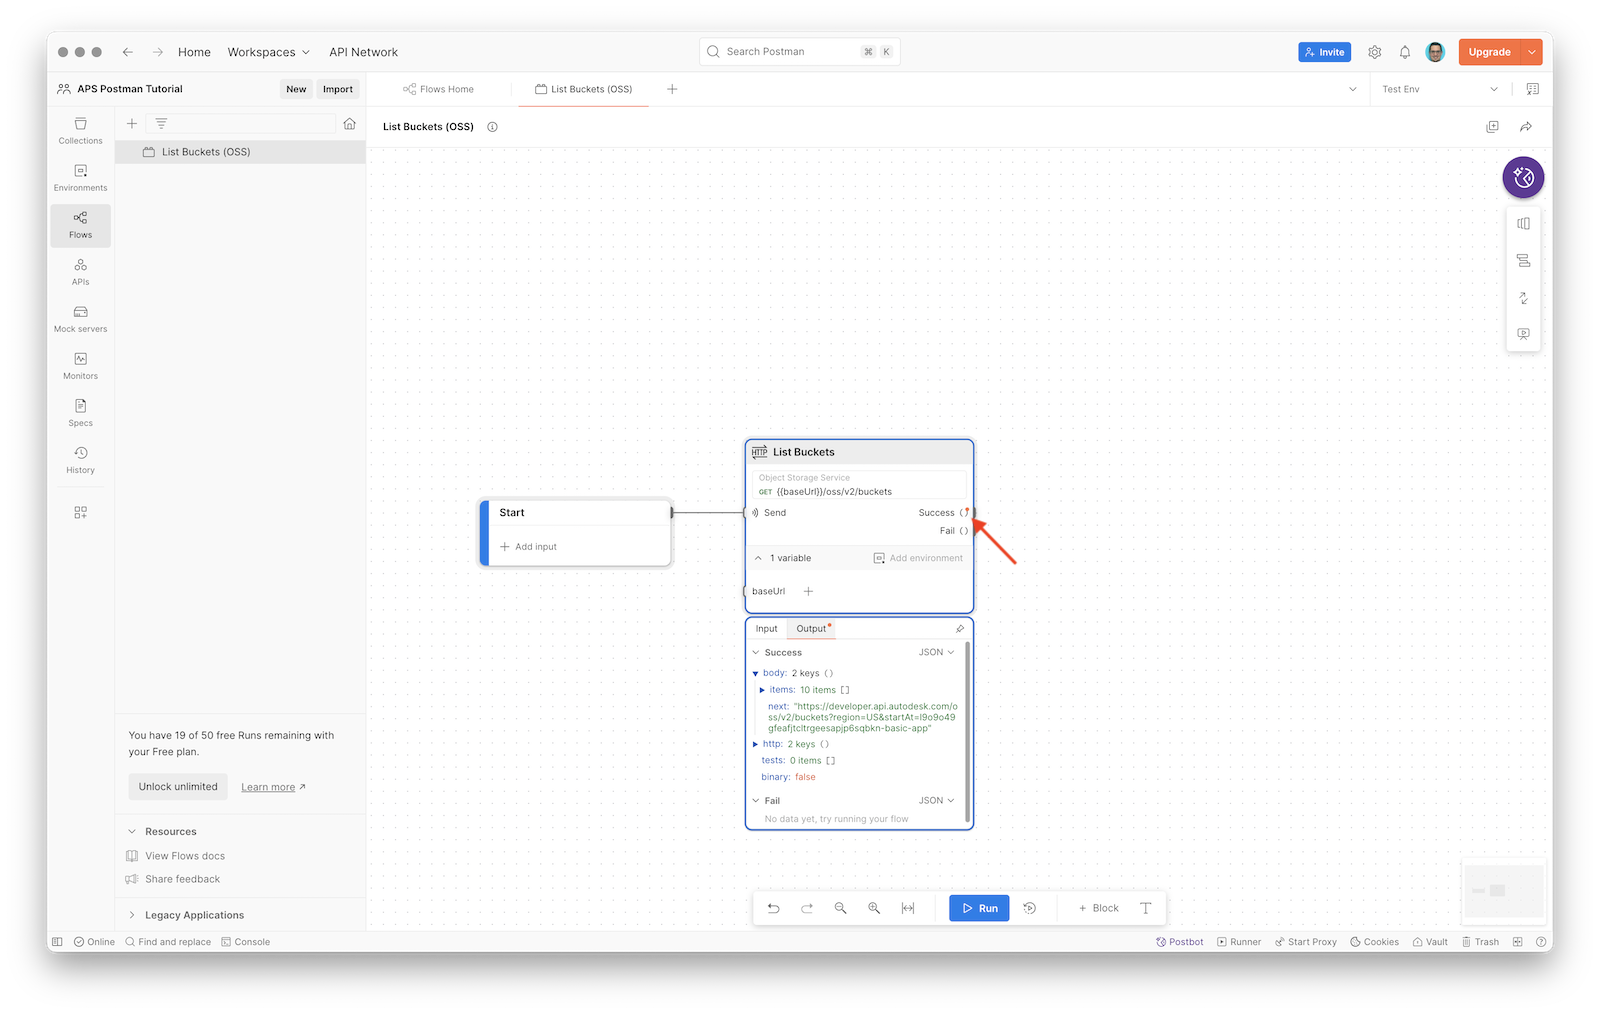 Home
Workspaces
API Network
Search Postman
⌘ K
Invite
Upgrade
APS Postman Tutorial
New
Import
Flows Home
List Buckets (OSS)
Test Env
Collections
Environments
Flows
APIs
Mock servers
Monitors
Specs
History
List Buckets (OSS)
List Buckets (OSS)
Start
Add input
HTTP List Buckets
Object Storage Service
GET {{baseUrl}}/oss/v2/buckets
Send
Success ()
Fail ()
1 variable
Add environment
baseUrl
Input
Output
Success
JSON
body: 2 keys ()
items: 10 items []
next: "https://developer.api.autodesk.com/o
ss/v2/buckets?region=US&startAt=l9o9o49
gfeafjtcltrgeesapjp6sqbkn-basic-app"
http: 2 keys ()
tests: 0 items []
binary: false
Fail
JSON
No data yet, try running your flow
You have 19 of 50 free Runs remaining with
your Free plan.
Unlock unlimited
Learn more
Resources
View Flows docs
Share feedback
Legacy Applications
Run
+ Block
T
Online
Find and replace
Console
Postbot
Runner
Start Proxy
Cookies
Vault
Trash